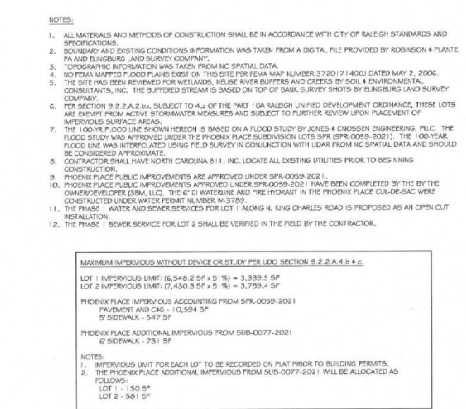 NOTES:
1. ALL MATERIALS AND METHODS OF CONSTRUCTION SHALL BE IN ACCORDANCE WITH CITY OF RALEIGH STANDARDS AND
SPECIFICATIONS.
2. BOUNDARY AND EXISTING CONDITIONS INFORMATION WAS TAKEN FROM A DIGITAL FILE PROVIDED BY ROBINSON & PLANTE
PA AND ELINGBURG LAND SURVEY COMPANY.
3. TOPOGRAPHIC INFORMATION WAS TAKEN FROM NC SPATIAL DATA.
4. NO FEMA MAPPED FLOOD PLAINS EXIST ON THIS SITE PER FEMA MAP NUMBER 3720171400J DATED MAY 2, 2006.
5. THE SITE HAS BEEN REVIEWED FOR WETLANDS, NEUSE RIVER BUFFERS AND CREEKS BY SOIL & ENVIRONMENTAL
CONSULTANTS, INC. THE BUFFERED STREAM IS BASED ON TOP OF BANK SURVEY SHOTS BY ELINGBURG LAND SURVEY
COMPANY.
6. PER SECTION 9.2.2.A.2.b.i. SUBJECT TO 4.d OF THE PART 10A RALEIGH UNIFIED DEVELOPMENT ORDINANCE, THESE LOTS
ARE EXEMPT FROM ACTIVE STORMWATER MEASURES AND SUBJECT TO FURTHER REVIEW UPON PLACEMENT OF
IMPERVIOUS SURFACE AREAS.
7. THE 100-YR FLOOD LINE SHOWN HEREON IS BASED ON A FLOOD STUDY BY JONES & CNOSSEN ENGINEERING, PLLC. THE
FLOOD STUDY WAS APPROVED UNDER THE PHOENIX PLACE SUBDIVISION LOTS SPR (SPR-0059-2021). THE 100-YEAR
FLOOD LINE WAS INTERPOLATED USING FIELD SURVEY IN CONJUNCTION WITH LIDAR FROM NC SPATIAL DATA AND SHOULD
BE CONSIDERED APPROXIMATE.
8. CONTRACTOR SHALL HAVE NORTH CAROLINA 811, INC. LOCATE ALL EXISTING UTILITIES PRIOR TO BEGINNING
CONSTRUCTION.
9. PHOENIX PLACE PUBLIC IMPROVEMENTS ARE APPROVED UNDER SPR-0059-2021.
10. PHOENIX PLACE PUBLIC IMPROVEMENTS APPROVED UNDER SPR-0059-2021 HAVE BEEN COMPLETED BY THE BY THE
OWNER/DEVELOPER (SBM, LLC). THE 6" DI WATERLINE AND FIRE HYDRANT IN THE PHOENIX PLACE CUL-DE-SAC WERE
CONSTRUCTED UNDER WATER PERMIT NUMBER M-3789.
11. THE PHASE 1 WATER AND SEWER SERVICES FOR LOT 1 ALONG N. KING CHARLES ROAD IS PROPOSED AS AN OPEN CUT
INSTALLATION.
12. THE PHASE 1 SEWER SERVICE FOR LOT 2 SHALL BE VERIFIED IN THE FIELD BY THE CONTRACTOR.
MAXIMUM IMPERVIOUS WITHOUT DEVICE OR STUDY PER UDO SECTION 9.2.2.A.4.b & c.
LOT 1 IMPERVIOUS LIMIT: (6,548.2 SF x 51%) = 3,339.5 SF
LOT 2 IMPERVIOUS LIMIT: (7,430.3 SF x 51%) = 3,789.4 SF
PHOENIX PLACE IMPERVIOUS ACCOUNTING FROM SPR-0059-2021
PAVEMENT AND C&G - 10,594 SF
5' SIDEWALK - 547 SF
PHOENIX PLACE ADDITIONAL IMPERVIOUS FROM SUB-0077-2021
6' SIDEWALK - 731 SF
NOTES:
1. IMPERVIOUS LIMIT FOR EACH LOT TO BE RECORDED ON PLAT PRIOR TO BUILDING PERMITS.
2. THE PHOENIX PLACE ADDITIONAL IMPERVIOUS FROM SUB-0077-2021 WILL BE ALLOCATED AS
FOLLOWS:
LOT 1 - 150 SF
LOT 2 - 581 SF